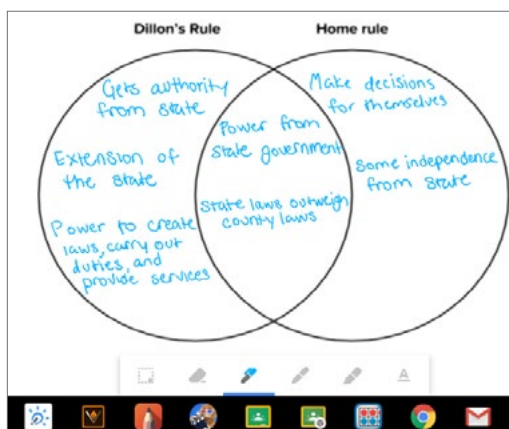 Dillon's Rule
Home rule
Gets authority
from state
Extension of
the state
Power to create
laws, carry out
duties, and
provide services
Power from
state government
State laws outweigh
county laws
Make decisions
for themselves
Some independence
from state
A